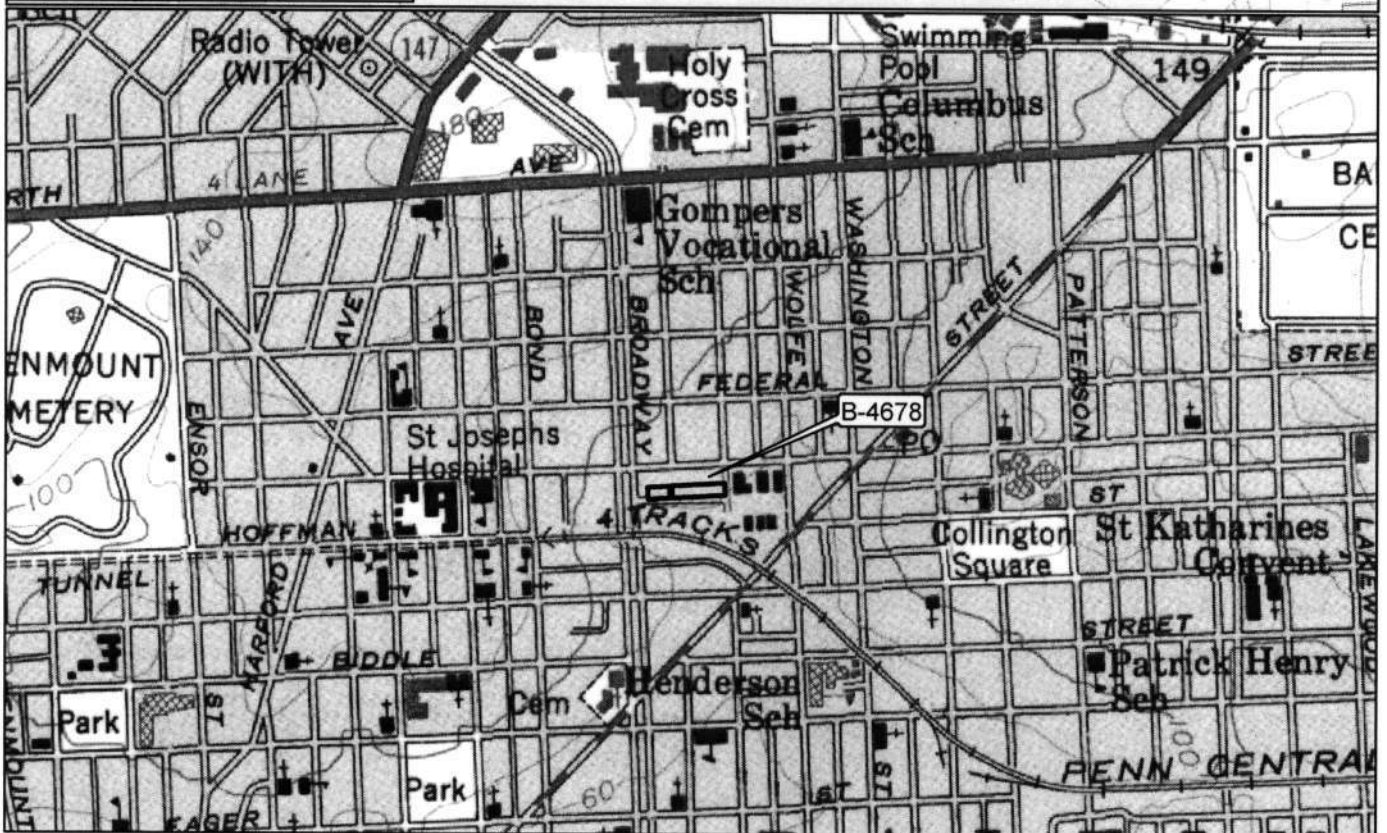 Radio Tower
(WITH)
147
Holy
Cross
Cem
Swimming
Pool
Columbus
Sch
149
180
AVE
4 LANE
RTH
BA
CE
140
Gompers
Vocational
Sch
WASHINGTON
WOLFE
STREET
PATTERSON
AVE
BOND
BROADWAY
ENMOUNT
METERY
STREE
FEDERAL
B-4678
ENSOR
St Josephs
Hospital
PO
100
HOFFMAN
4 TRACKS
ST
Collington
Square
St Katharines
Convent
LAKEWOOD
TUNNEL
HARFORD
STREET
BIDDLE
Patrick Henry
Sch
Cem
Henderson
Sch
Park
ST
100
ST
PENN CENTRAL
Park
60
ST
EAGER